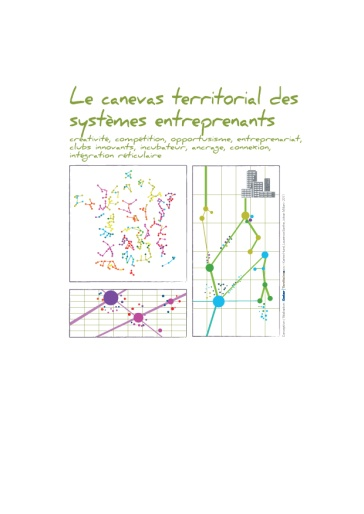 Le canevas territorial des
systèmes entreprenants
créativité, compétition, opportunisme, entreprenariat,
clubs innovants, incubateur, ancrage, connexion,
intégration réticulaire